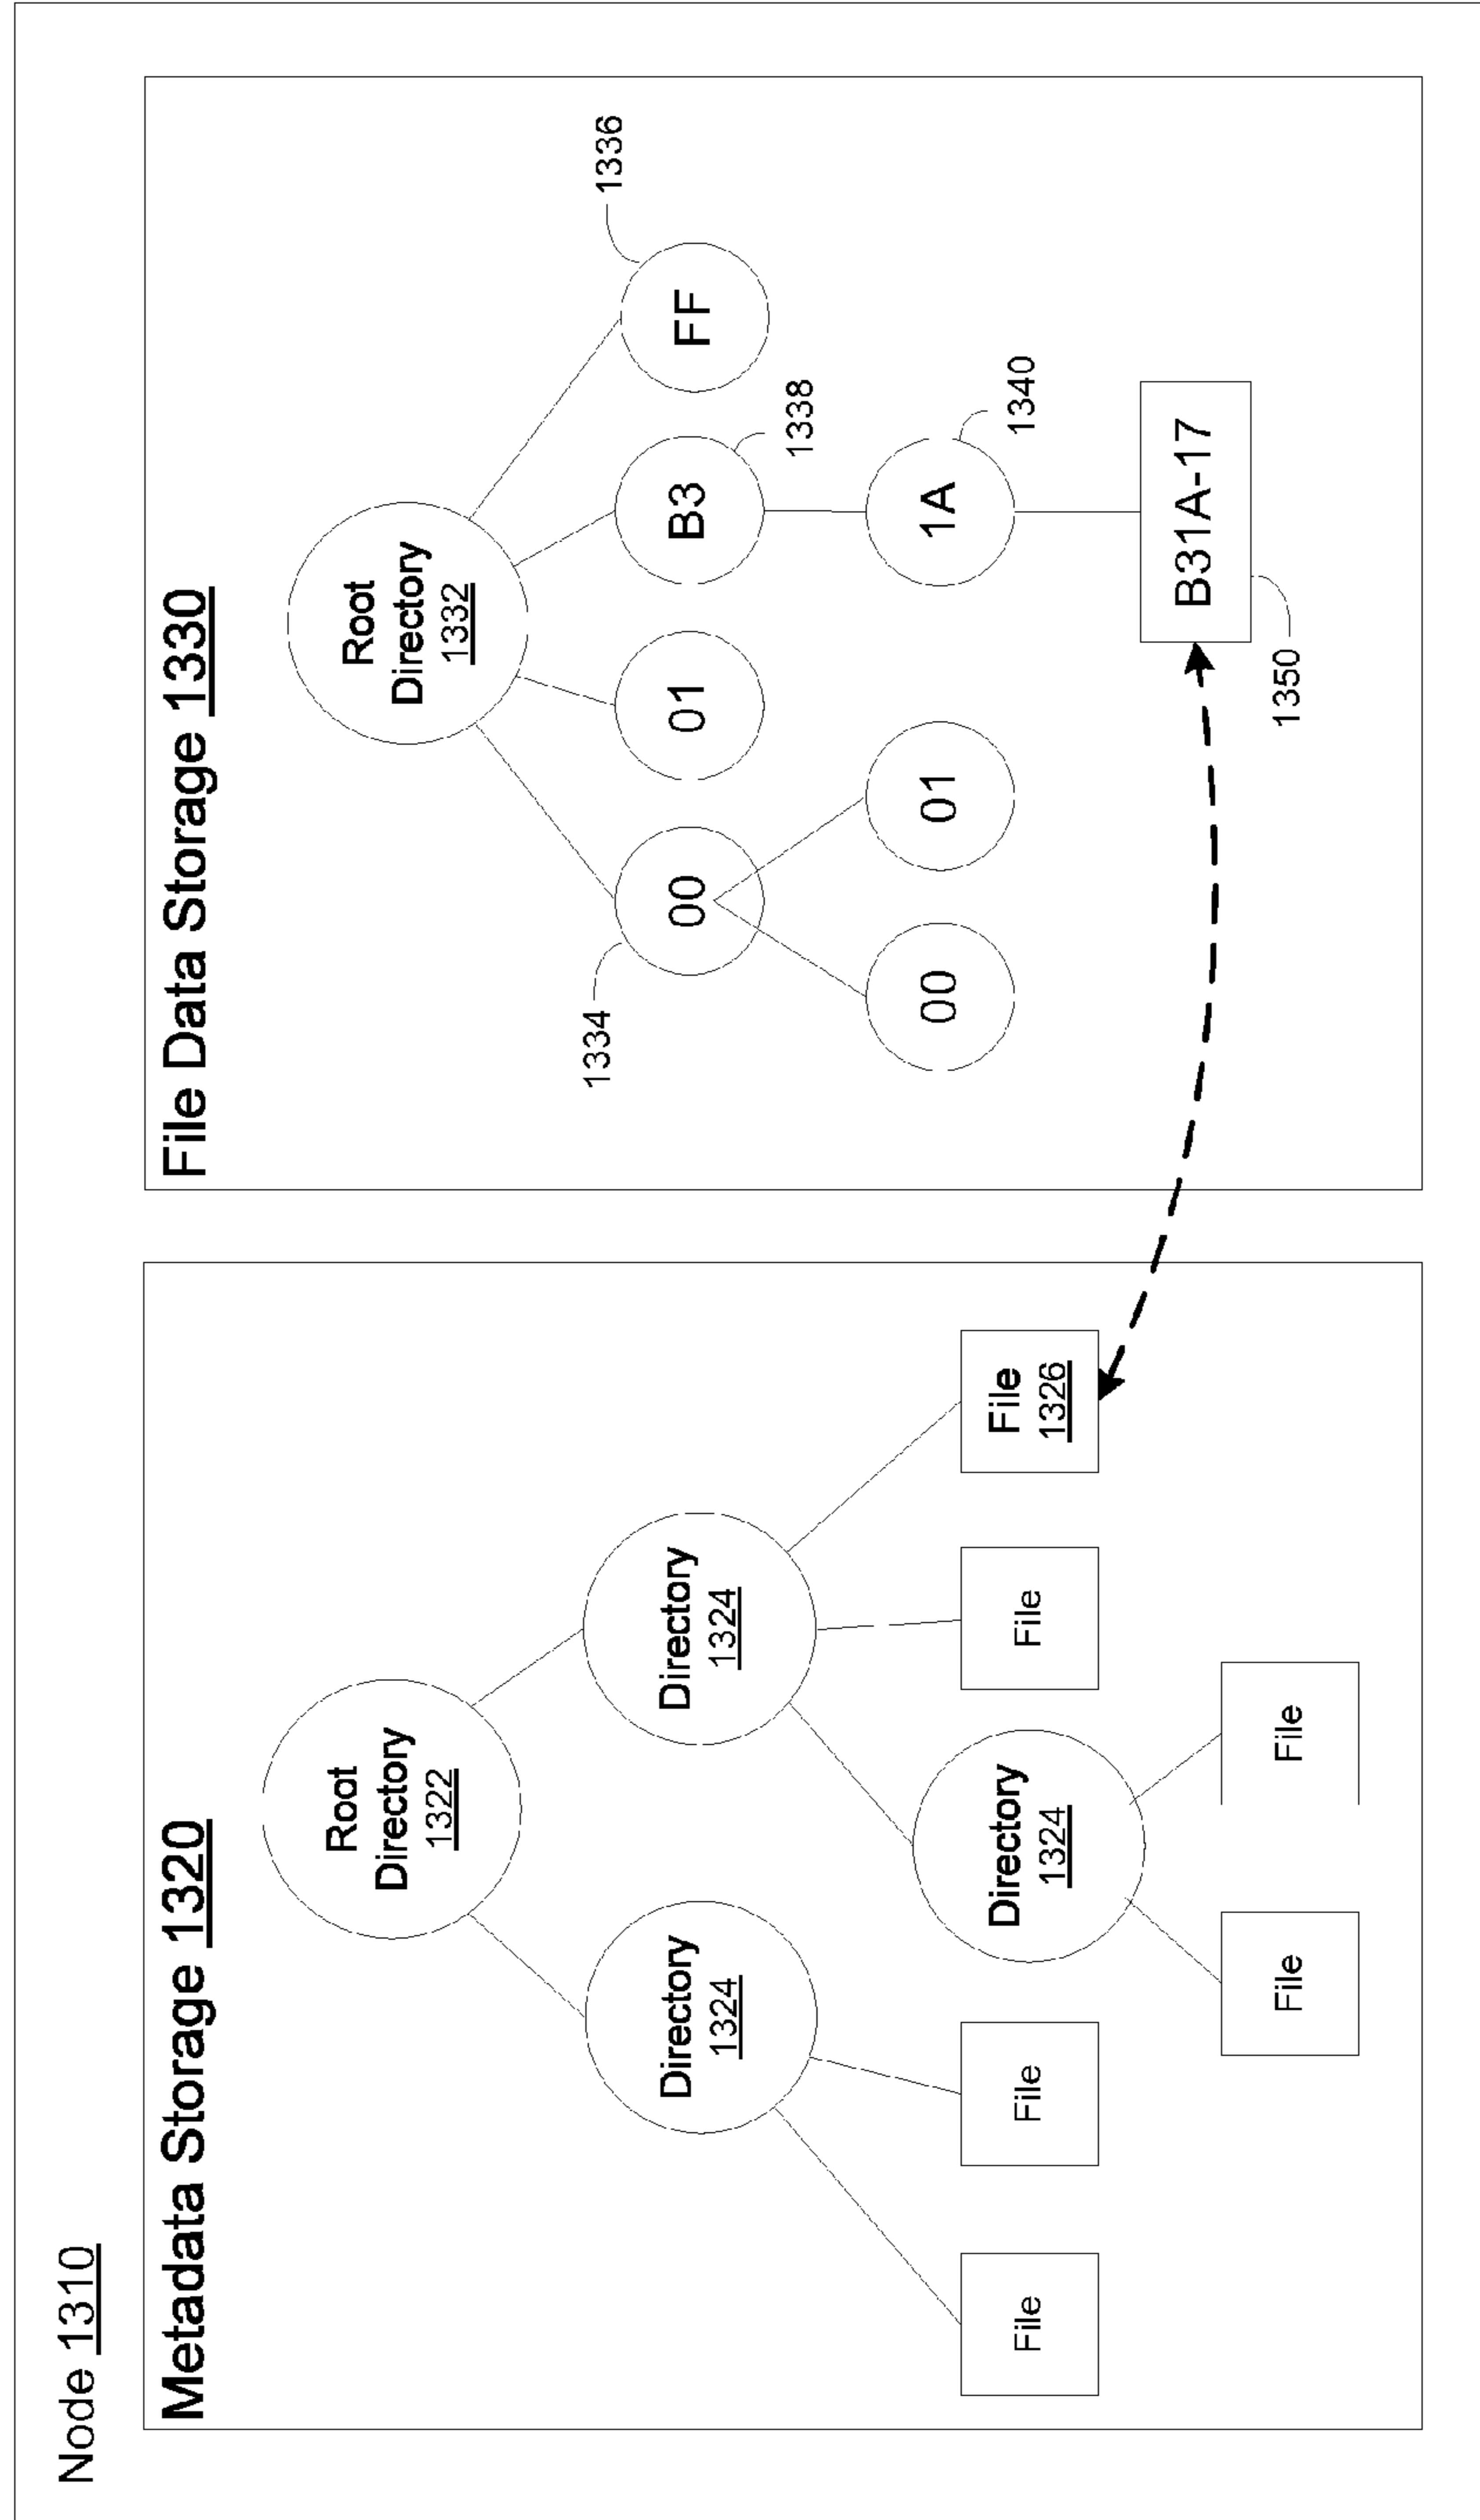 Node 1310
Metadata Storage 1320
Root
Directory
1322
Directory
1324
Directory
1324
File
File
Directory
1324
File
File
1326
File
File
File Data Storage 1330
Root
Directory
1332
1334
00
01
B3
FF
1336
1338
00
01
1A
1340
B31A-17
1350